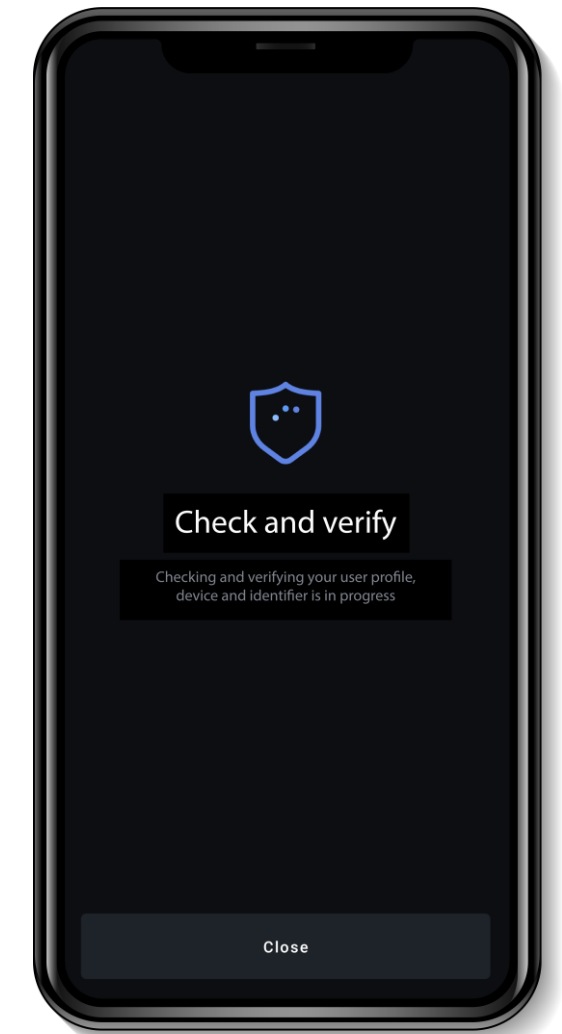 Check and verify
Checking and verifying your user profile,
device and identifier is in progress
Close